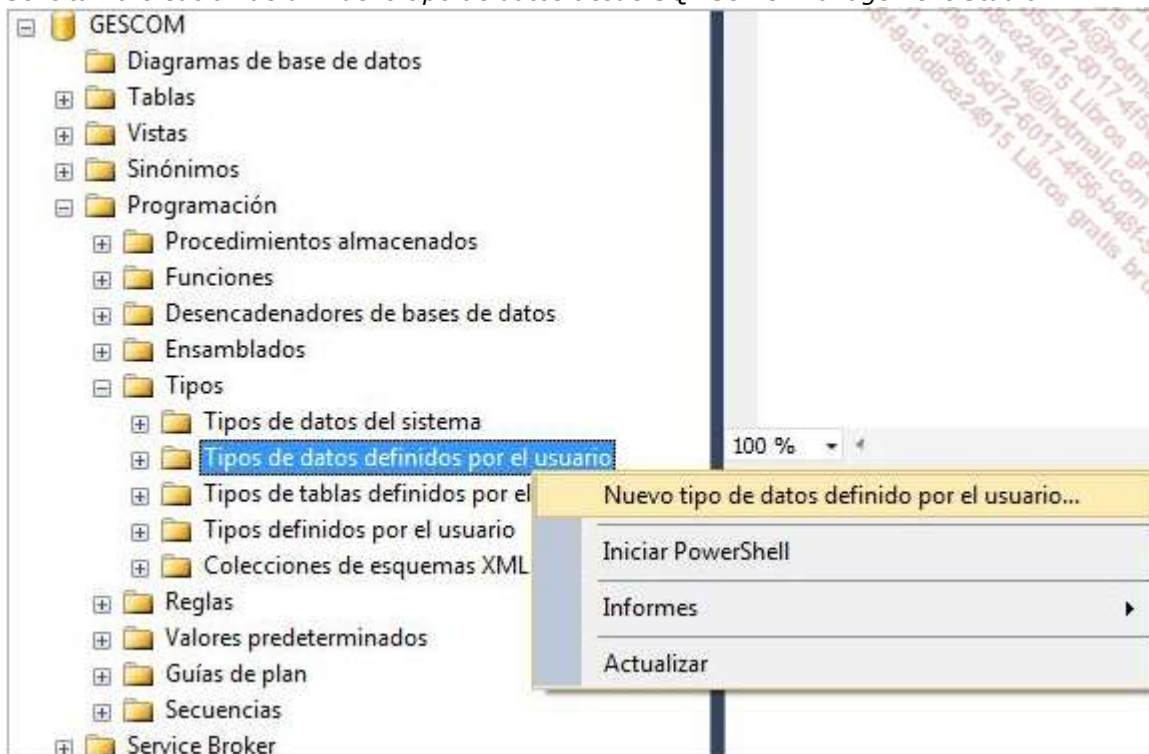 GESCOM
Diagramas de base de datos
Tablas
Vistas
Sinónimos
Programación
Procedimientos almacenados
Funciones
Desencadenadores de bases de datos
Ensamblados
Tipos
Tipos de datos del sistema
Tipos de datos definidos por el usuario
Tipos de tablas definidos por el
Tipos definidos por el usuario
Colecciones de esquemas XML
Reglas
Valores predeterminados
Guías de plan
Secuencias
Service Broker
100 %
Nuevo tipo de datos definido por el usuario...
Iniciar PowerShell
Informes
Actualizar